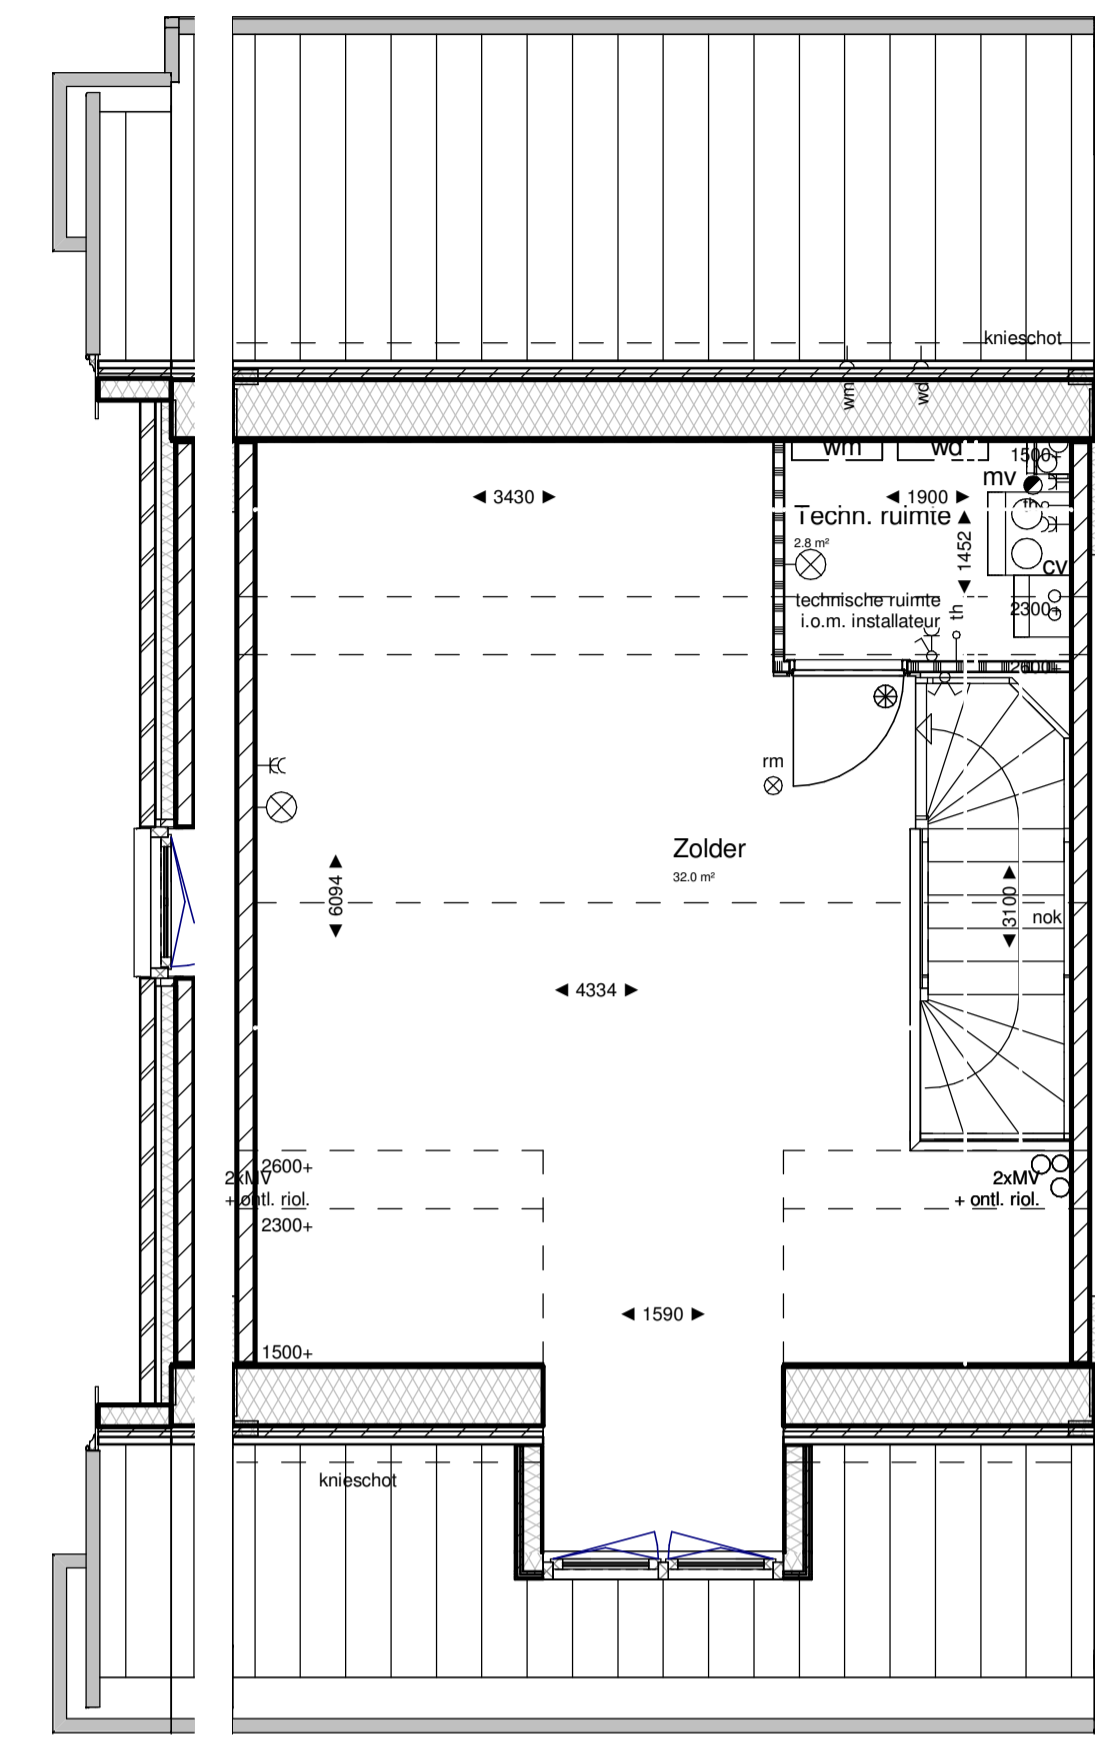 knieschot
wm
wd
wm
wd
1500+
mv
3430
1900
th
Techn. ruimte
2.8 m²
1452
cv
technische ruimte
i.o.m. installateur
th
2300+
2600+
rm
Zolder
32.0 m²
6094
3100
nok
4334
2600+
2xMV
+ ontl. riol.
2300+
2xMV
+ ontl. riol.
1590
1500+
knieschot